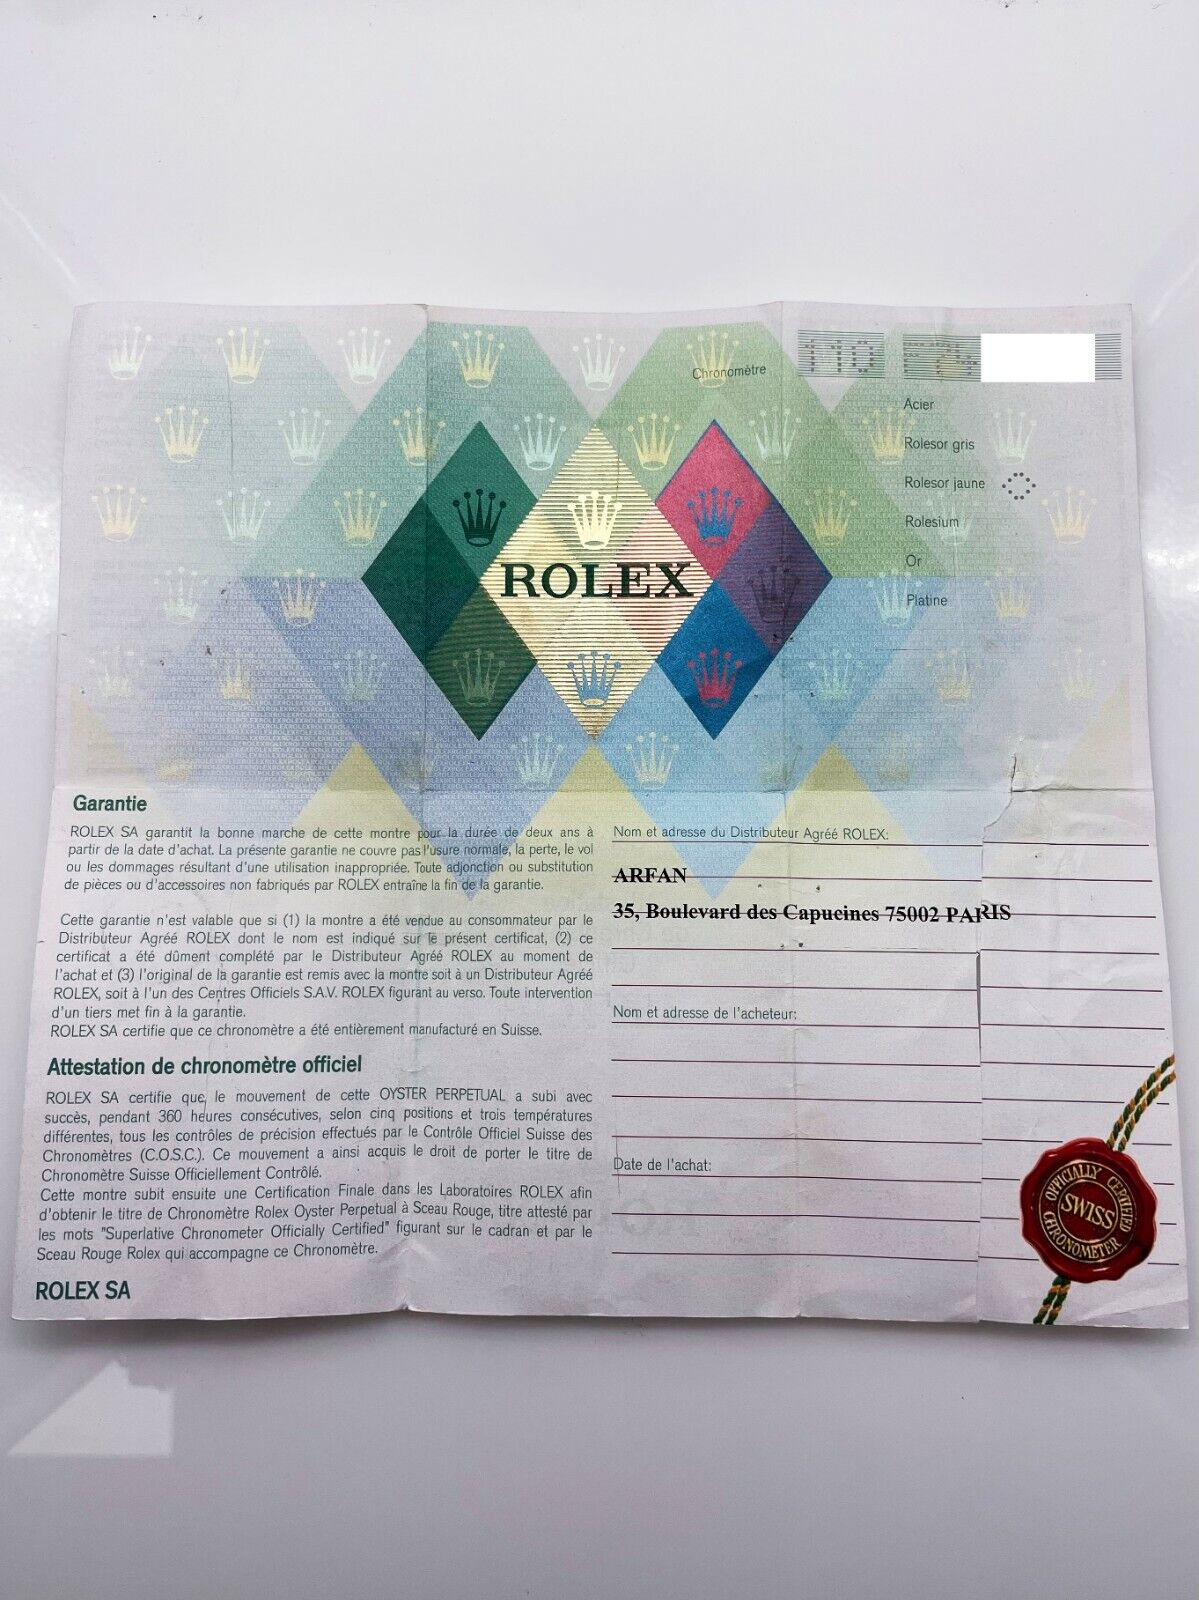 Chronomètre
110
Acier
Rolesor gris
Rolesor jaune
Rolesium
Or
Platine
ROLEX
Garantie
ROLEX SA garantit la bonne marche de cette montre pour la durée de deux ans à
partir de la date d'achat. La présente garantie ne couvre pas l'usure normale, la perte, le vol
ou les dommages résultant d'une utilisation inappropriée. Toute adjonction ou substitution
de pièces ou d'accessoires non fabriqués par ROLEX entraîne la fin de la garantie.
Cette garantie n'est valable que si (1) la montre a été vendue au consommateur par le
Distributeur Agréé ROLEX dont le nom est indiqué sur le présent certificat, (2) ce
certificat a été dûment complété par le Distributeur Agréé ROLEX au moment de
l'achat et (3) l'original de la garantie est remis avec la montre soit à un Distributeur Agréé
ROLEX, soit à l'un des Centres Officiels S.A.V. ROLEX figurant au verso. Toute intervention
d'un tiers met fin à la garantie.
ROLEX SA certifie que ce chronomètre a été entièrement manufacturé en Suisse.
Attestation de chronomètre officiel
ROLEX SA certifie que le mouvement de cette OYSTER PERPETUAL a subi avec
succès, pendant 360 heures consécutives, selon cinq positions et trois températures
différentes, tous les contrôles de précision effectués par le Contrôle Officiel Suisse des
Chronomètres (C.O.S.C.). Ce mouvement a ainsi acquis le droit de porter le titre de
Chronomètre Suisse Officiellement Contrôlé.
Cette montre subit ensuite une Certification Finale dans les Laboratoires ROLEX afin
d'obtenir le titre de Chronomètre Rolex Oyster Perpetual à Sceau Rouge, titre attesté par
les mots "Superlative Chronometer Officially Certified" figurant sur le cadran et par le
Sceau Rouge Rolex qui accompagne ce Chronomètre.
ROLEX SA
Nom et adresse du Distributeur Agréé ROLEX:
ARFAN
35, Boulevard des Capucines 75002 PARIS
Nom et adresse de l'acheteur:
Date de l'achat:
OFFICIALLY CERTIFIED
SWISS
CHRONOMETER